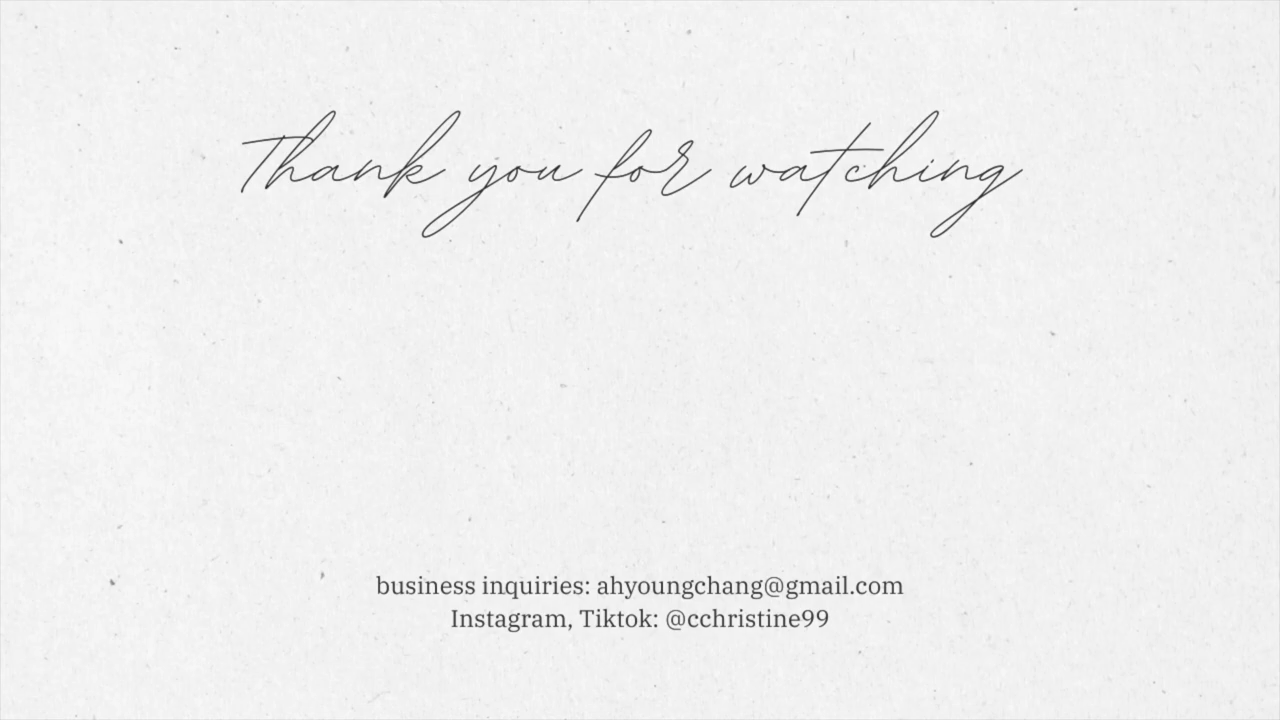 Thank you for watching
business inquiries: ahyoungchang@gmail.com
Instagram, Tiktok: @cchristine99